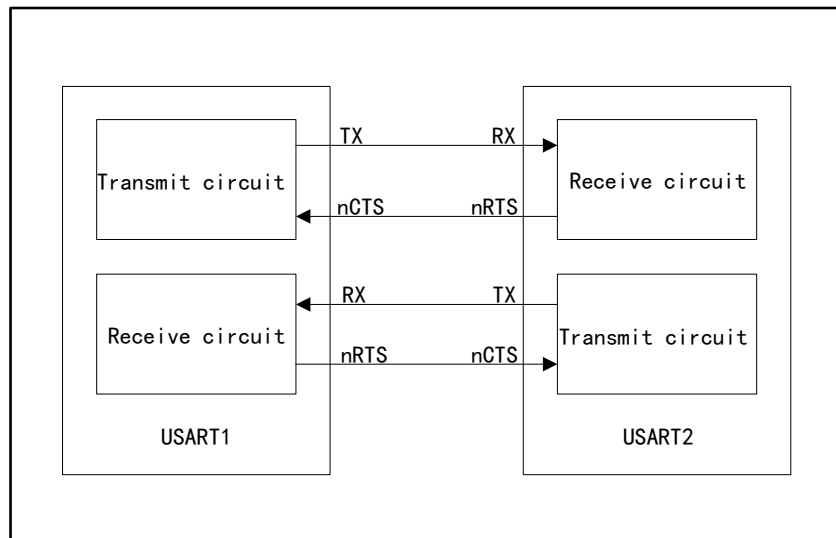 TX RX
Transmit circuit Receive circuit
nCTS nRTS
RX TX
Receive circuit Transmit circuit
nRTS nCTS
USART1 USART2